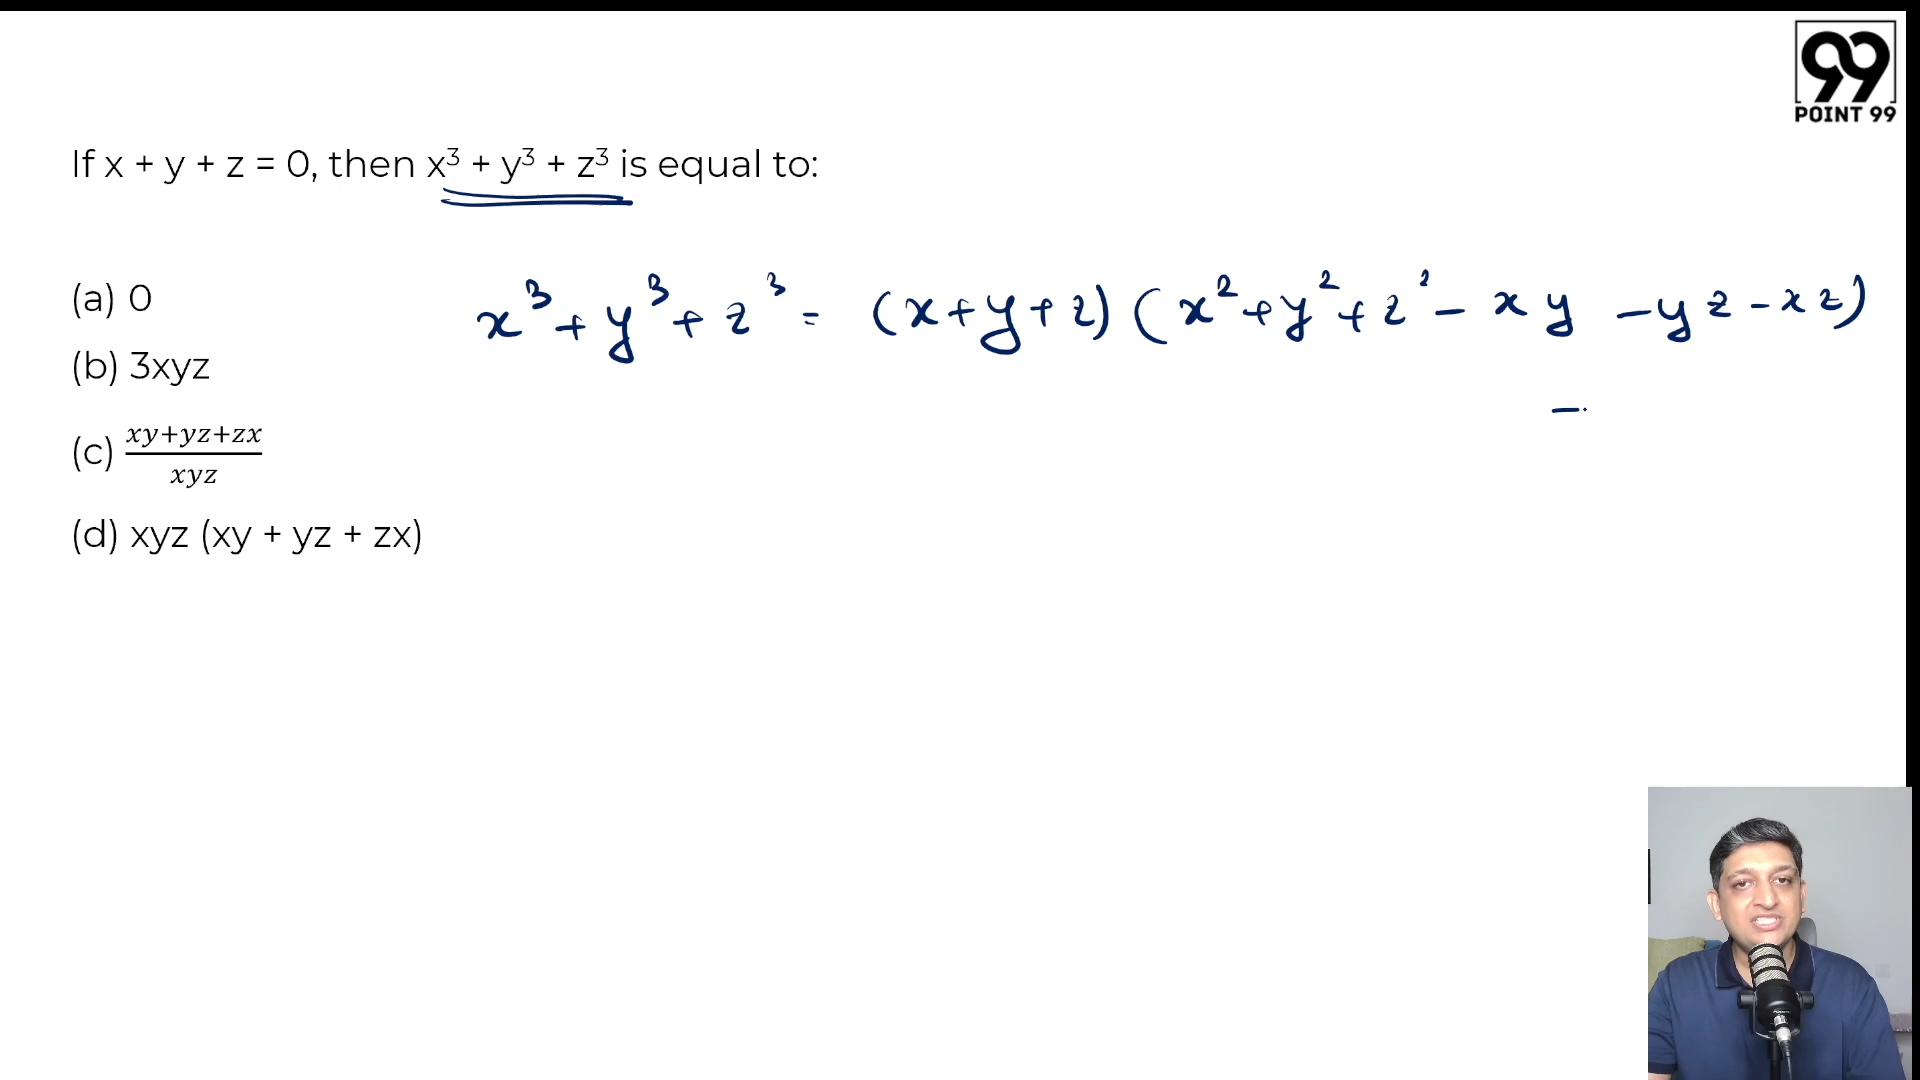 99
POINT 99
If x + y + z = 0, then x³ + y³ + z³ is equal to:
(a) 0
x³ + y³ + z³ = (x+y+z) (x² + y² + z² - xy - yz - xz)
(b) 3xyz
-
(c) xy+yz+zx
xyz
(d) xyz (xy + yz + zx)